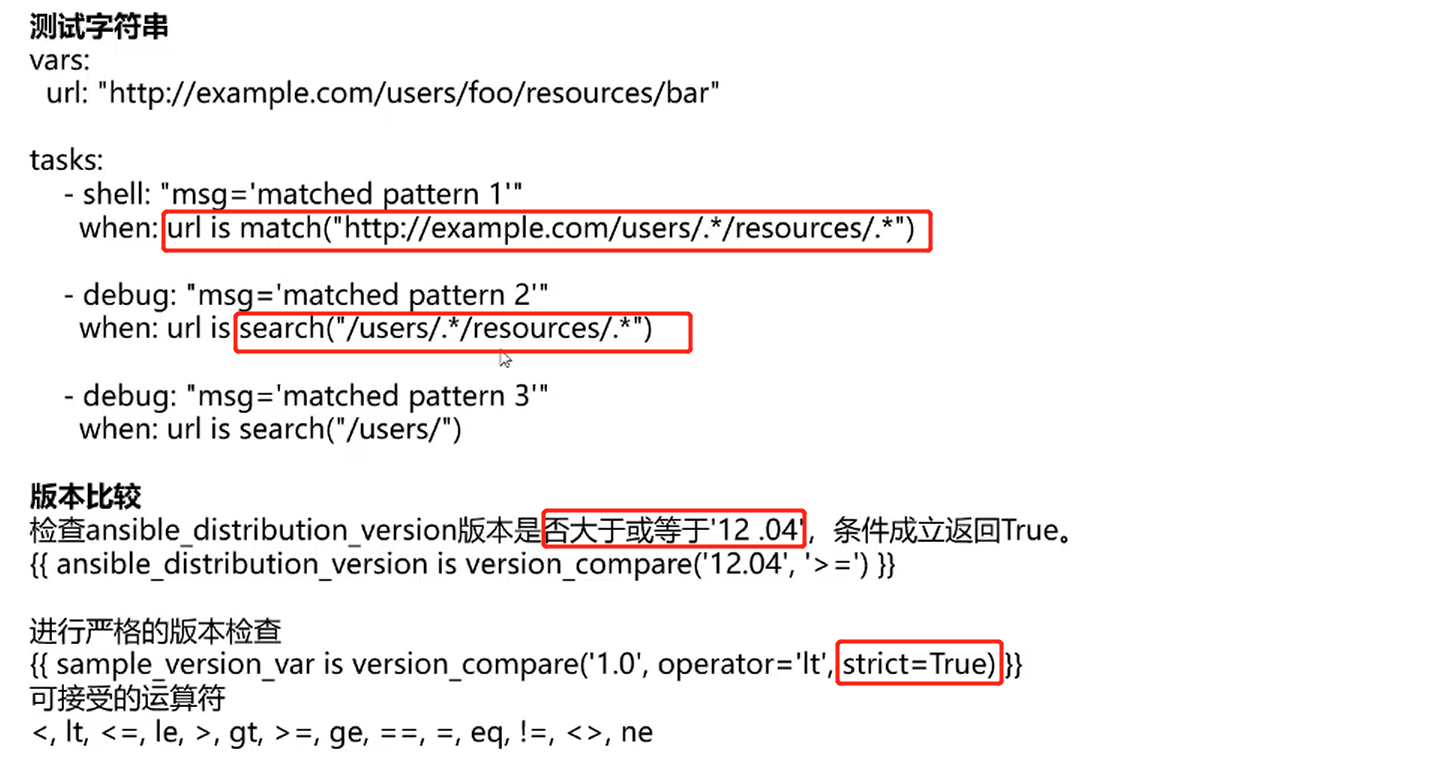 测试字符串
vars:
  url: "http://example.com/users/foo/resources/bar"

tasks:
    - shell: "msg='matched pattern 1'"
      when: url is match("http://example.com/users/.*/resources/.*")

    - debug: "msg='matched pattern 2'"
      when: url is search("/users/.*/resources/.*")

    - debug: "msg='matched pattern 3'"
      when: url is search("/users/")

版本比较
检查ansible_distribution_version版本是否大于或等于'12 .04'，条件成立返回True。
{{ ansible_distribution_version is version_compare('12.04', '>=') }}

进行严格的版本检查
{{ sample_version_var is version_compare('1.0', operator='lt', strict=True) }}
可接受的运算符
<, lt, <=, le, >, gt, >=, ge, ==, =, eq, !=, <>, ne